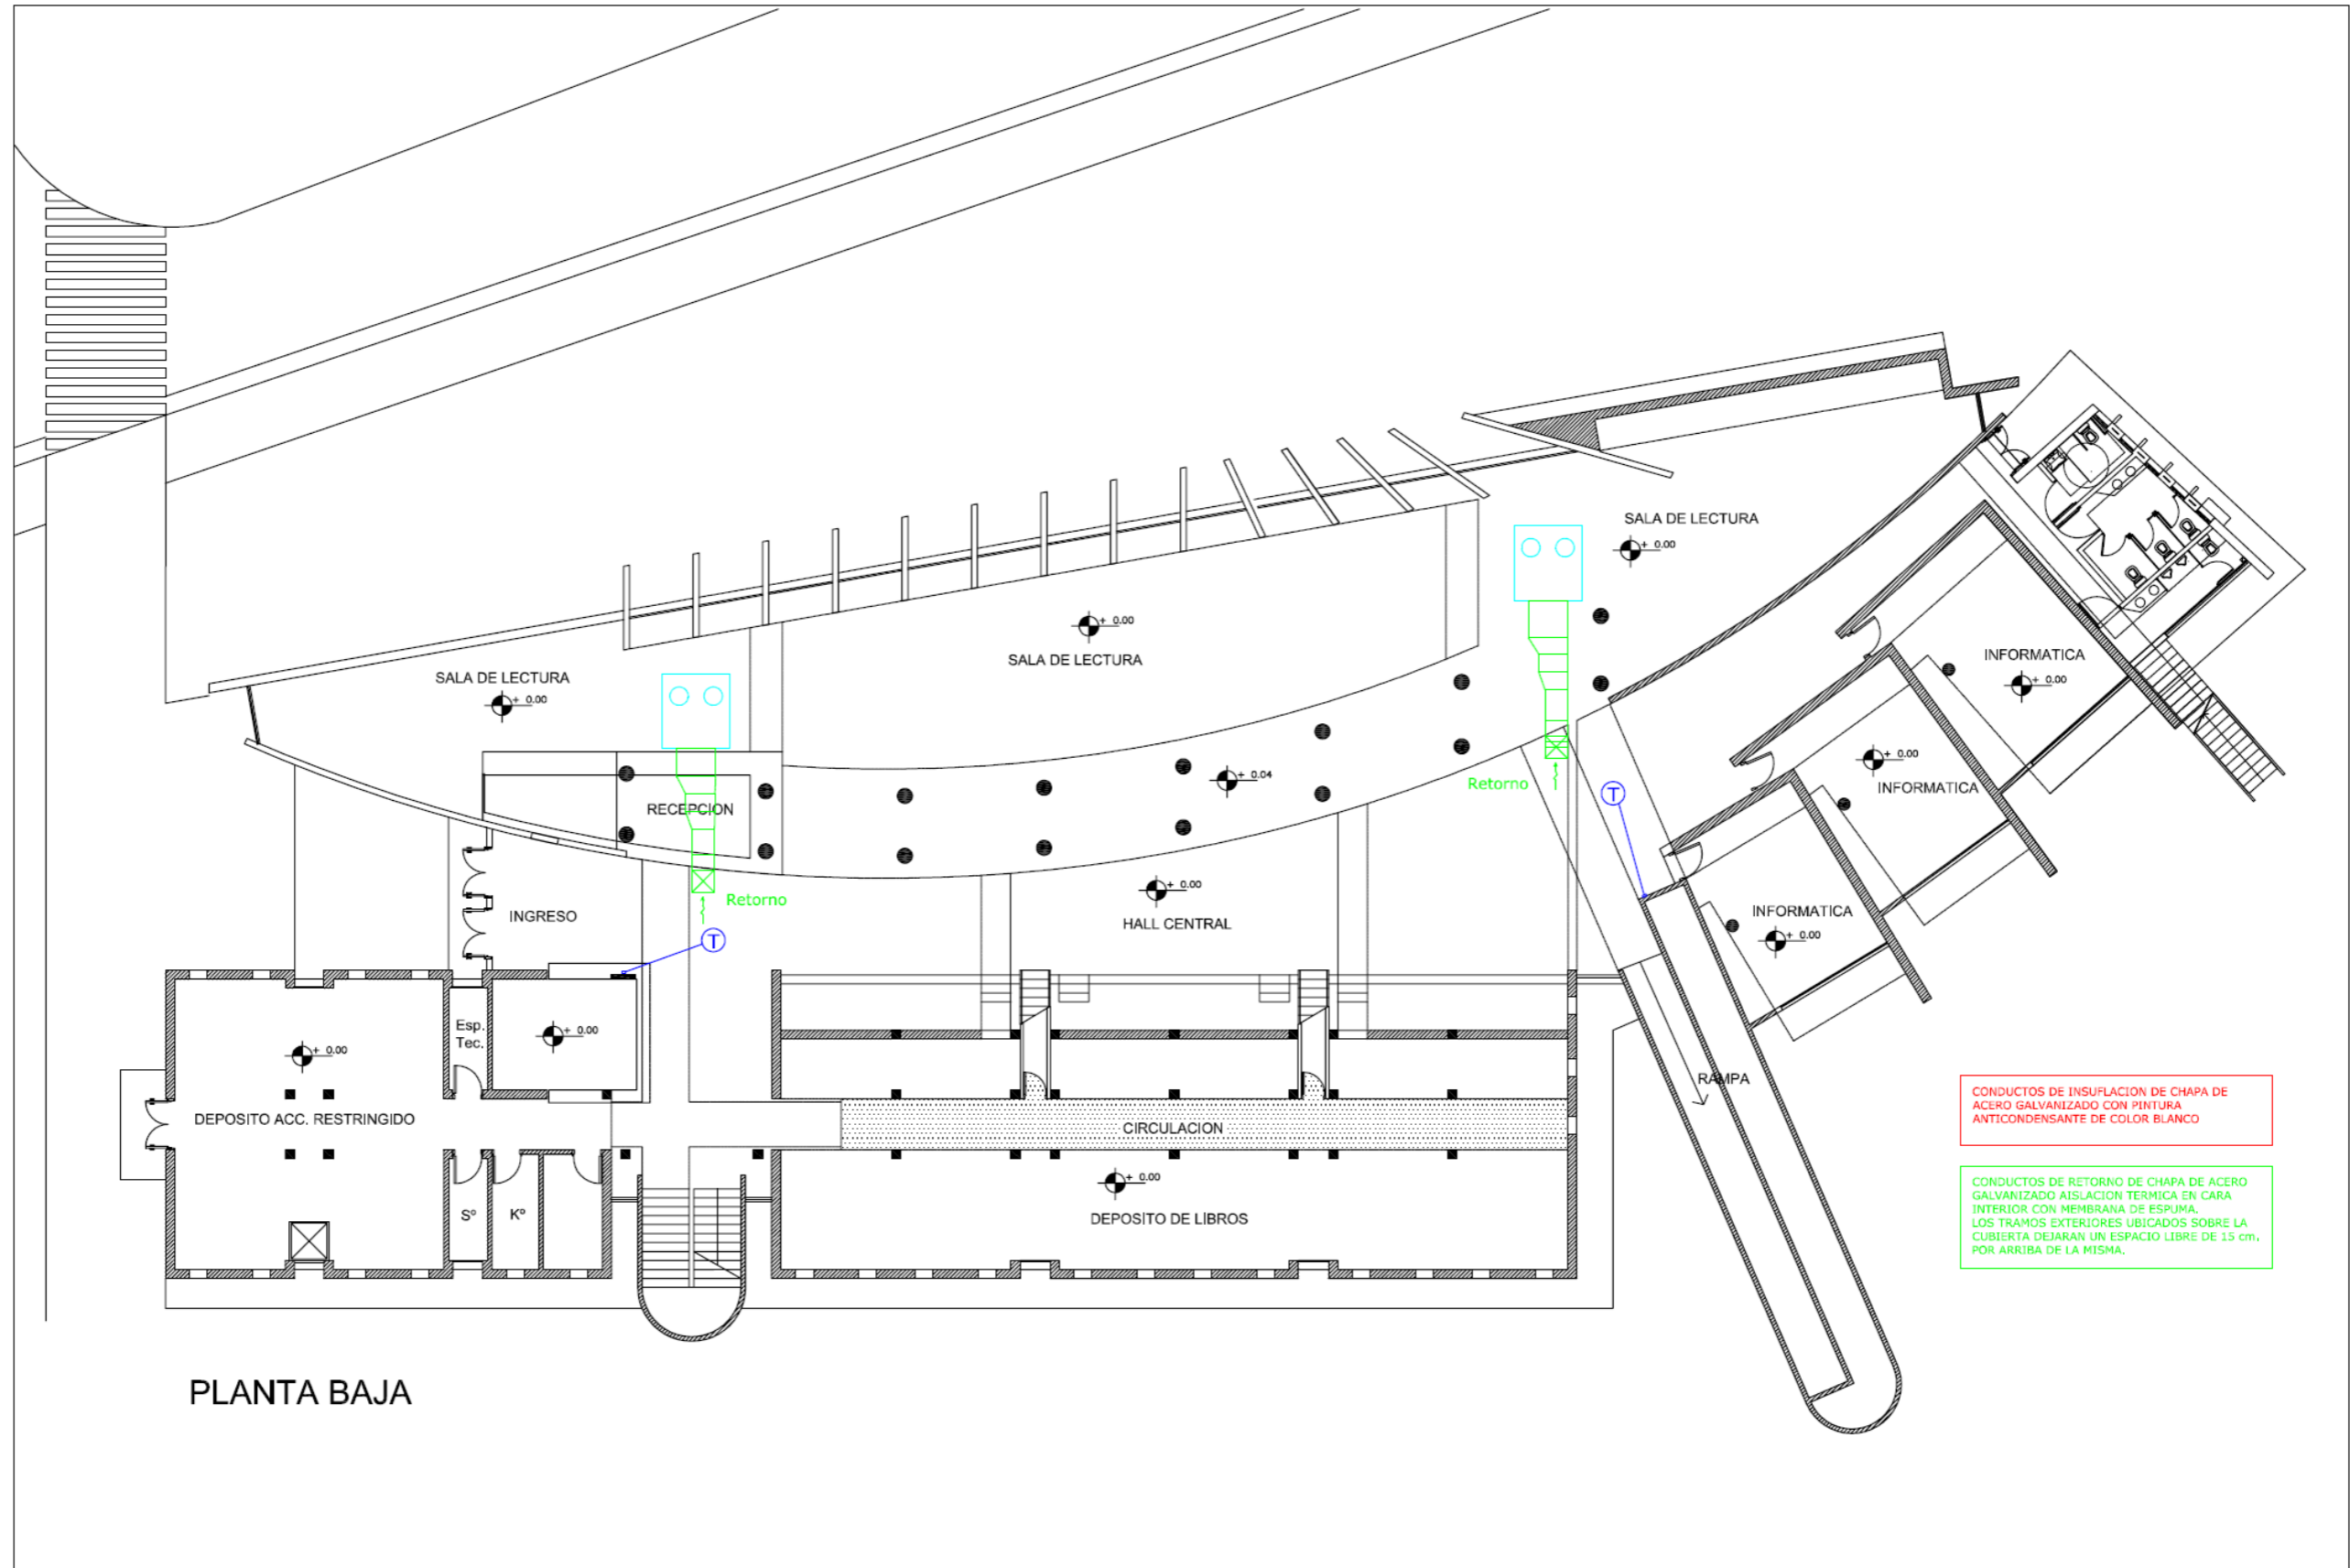 SALA DE LECTURA
+ 0.00
+ 0.00
SALA DE LECTURA
INFORMATICA
+ 0.00
SALA DE LECTURA
+ 0.00
+ 0.00
INFORMATICA
+ 0.04
Retorno
T
RECEPCION
Retorno
INGRESO
T
+ 0.00
HALL CENTRAL
INFORMATICA
+ 0.00
Esp.
Tec.
+ 0.00
+ 0.00
DEPOSITO ACC. RESTRINGIDO
CIRCULACION
RAMPA
+ 0.00
DEPOSITO DE LIBROS
Sº
Kº
CONDUCTOS DE INSUFLACION DE CHAPA DE
ACERO GALVANIZADO CON PINTURA
ANTICONDENSANTE DE COLOR BLANCO
CONDUCTOS DE RETORNO DE CHAPA DE ACERO
GALVANIZADO AISLACION TERMICA EN CARA
INTERIOR CON MEMBRANA DE ESPUMA.
LOS TRAMOS EXTERIORES UBICADOS SOBRE LA
CUBIERTA DEJARAN UN ESPACIO LIBRE DE 15 cm.
POR ARRIBA DE LA MISMA.
PLANTA BAJA